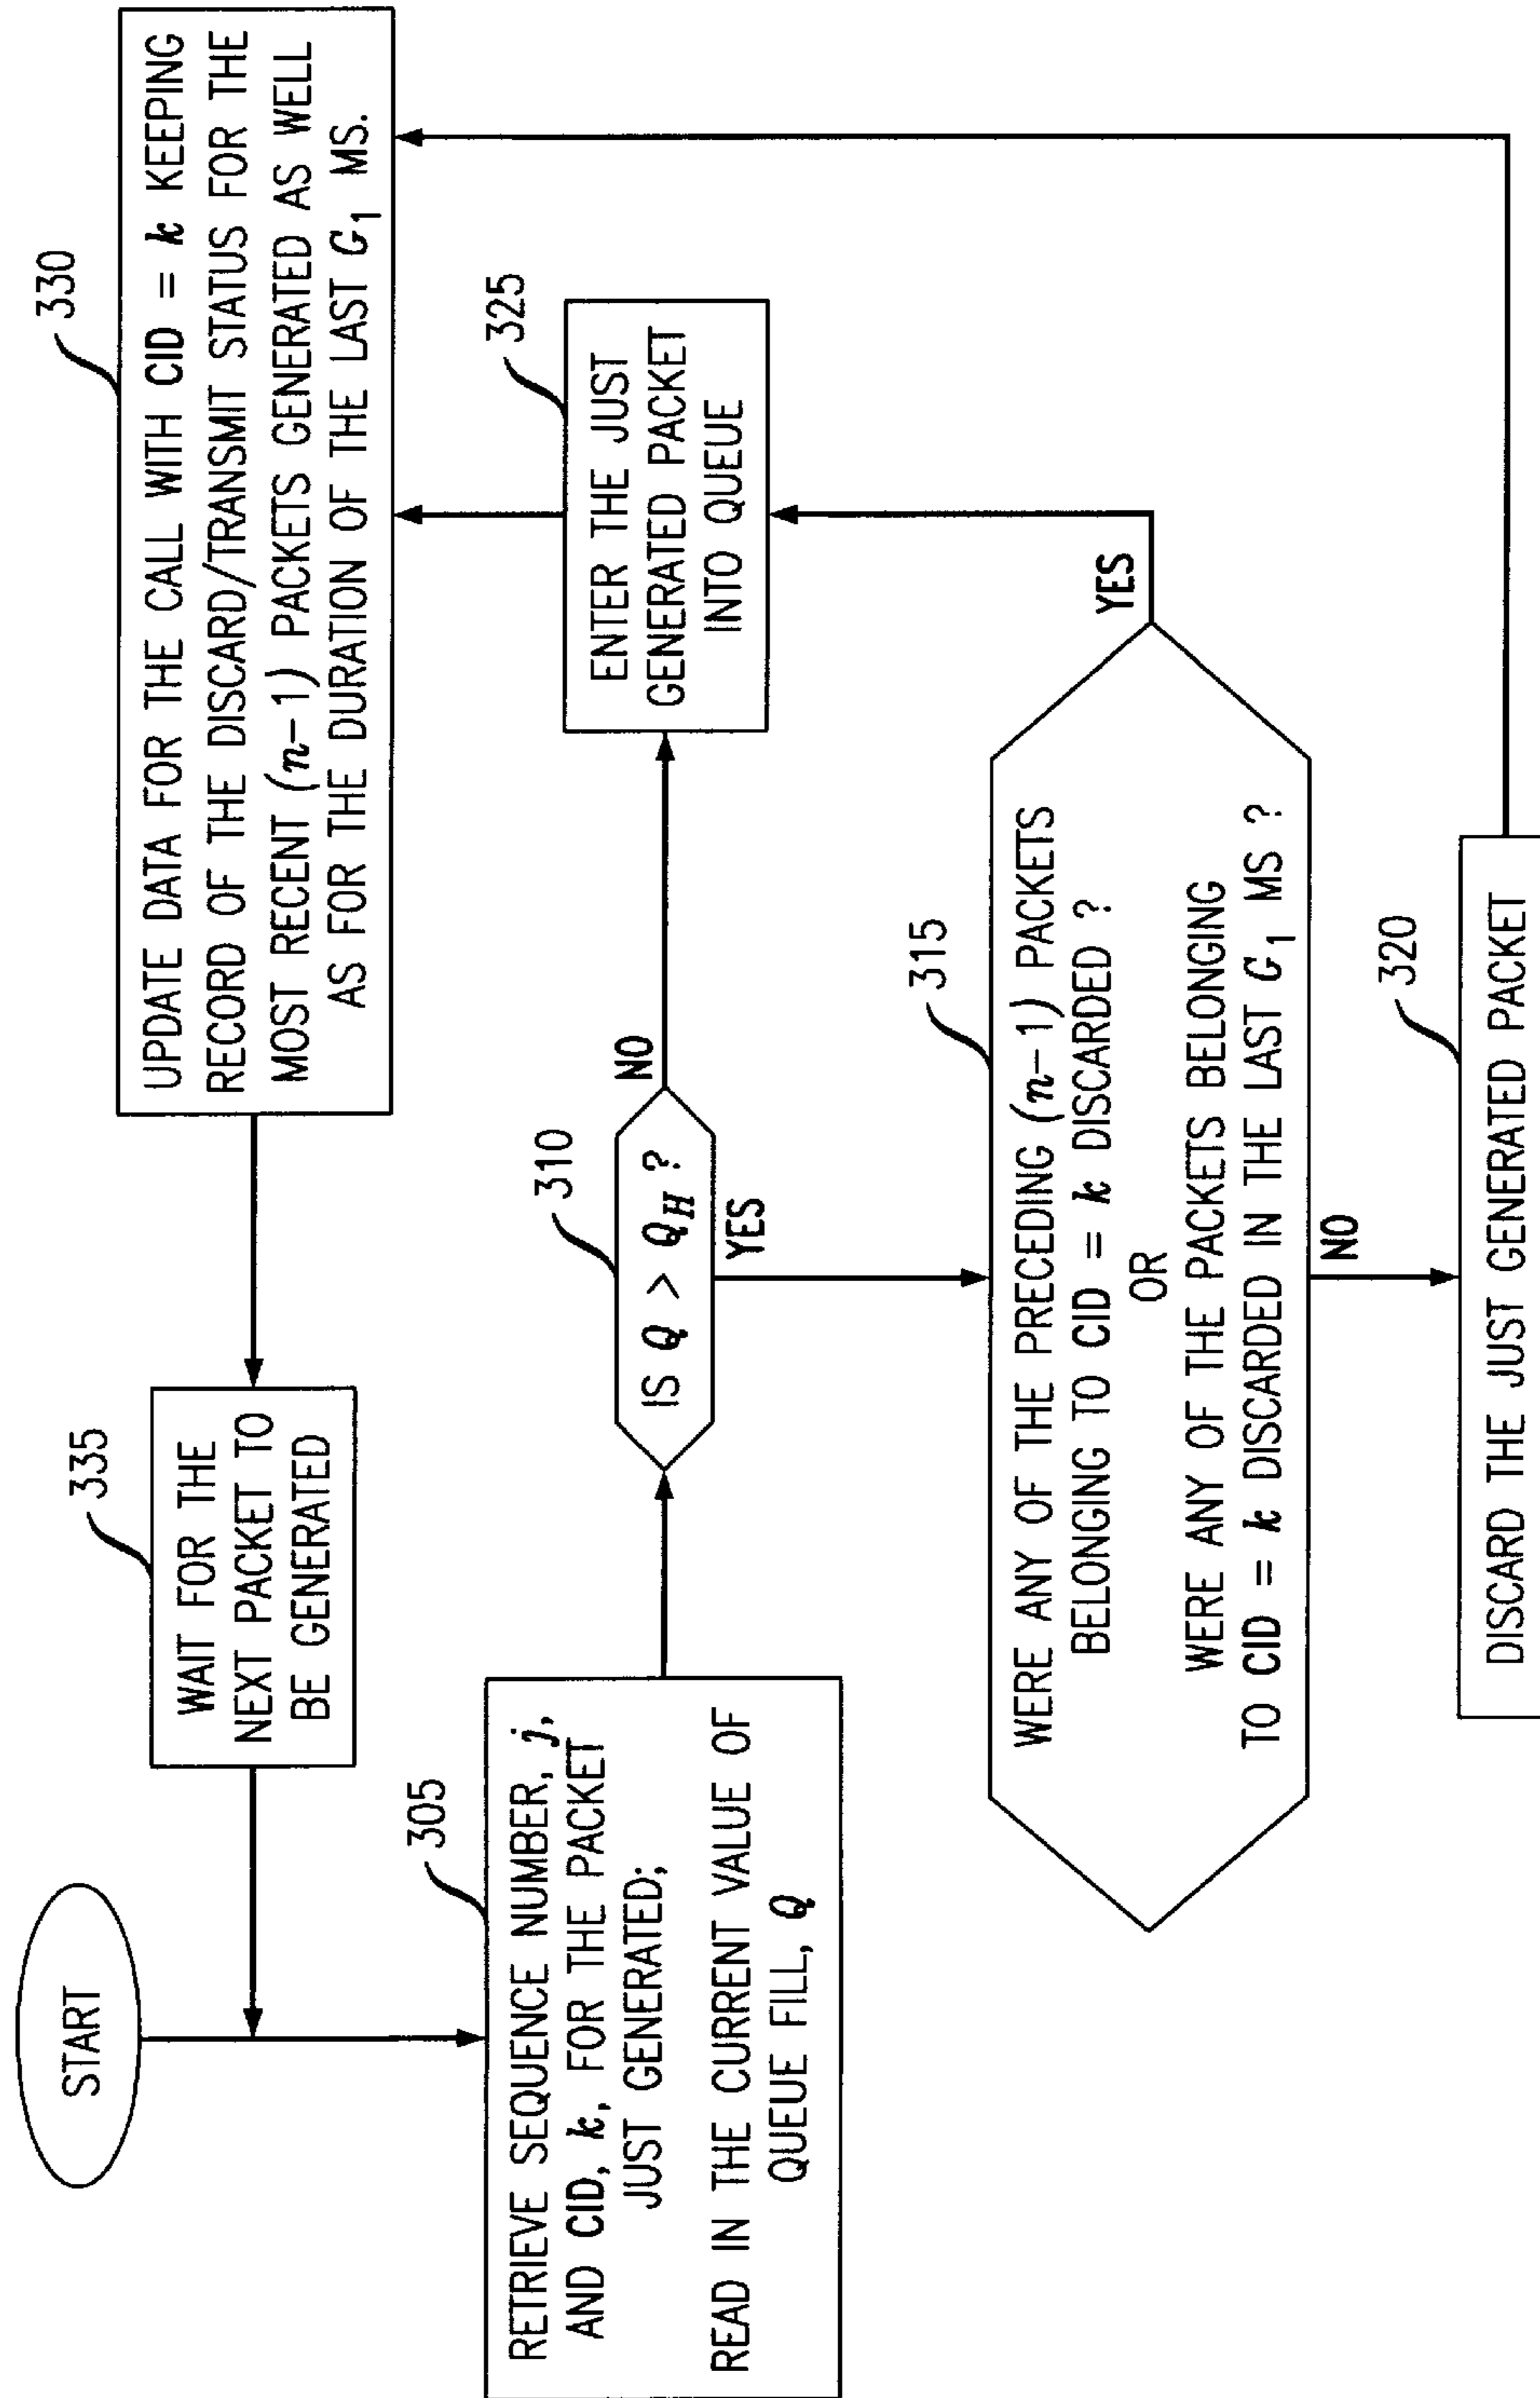 START
335
WAIT FOR THE
NEXT PACKET TO
BE GENERATED
330
UPDATE DATA FOR THE CALL WITH CID = k KEEPING
RECORD OF THE DISCARD/TRANSMIT STATUS FOR THE
MOST RECENT (n-1) PACKETS GENERATED AS WELL
AS FOR THE DURATION OF THE LAST G1 MS.
305
RETRIEVE SEQUENCE NUMBER, j,
AND CID, k, FOR THE PACKET
JUST GENERATED;
READ IN THE CURRENT VALUE OF
QUEUE FILL, Q
310
IS Q > QH ?
NO
YES
325
ENTER THE JUST
GENERATED PACKET
INTO QUEUE
315
WERE ANY OF THE PRECEDING (n-1) PACKETS
BELONGING TO CID = k DISCARDED ?
OR
WERE ANY OF THE PACKETS BELONGING
TO CID = k DISCARDED IN THE LAST G1 MS ?
YES
NO
320
DISCARD THE JUST GENERATED PACKET